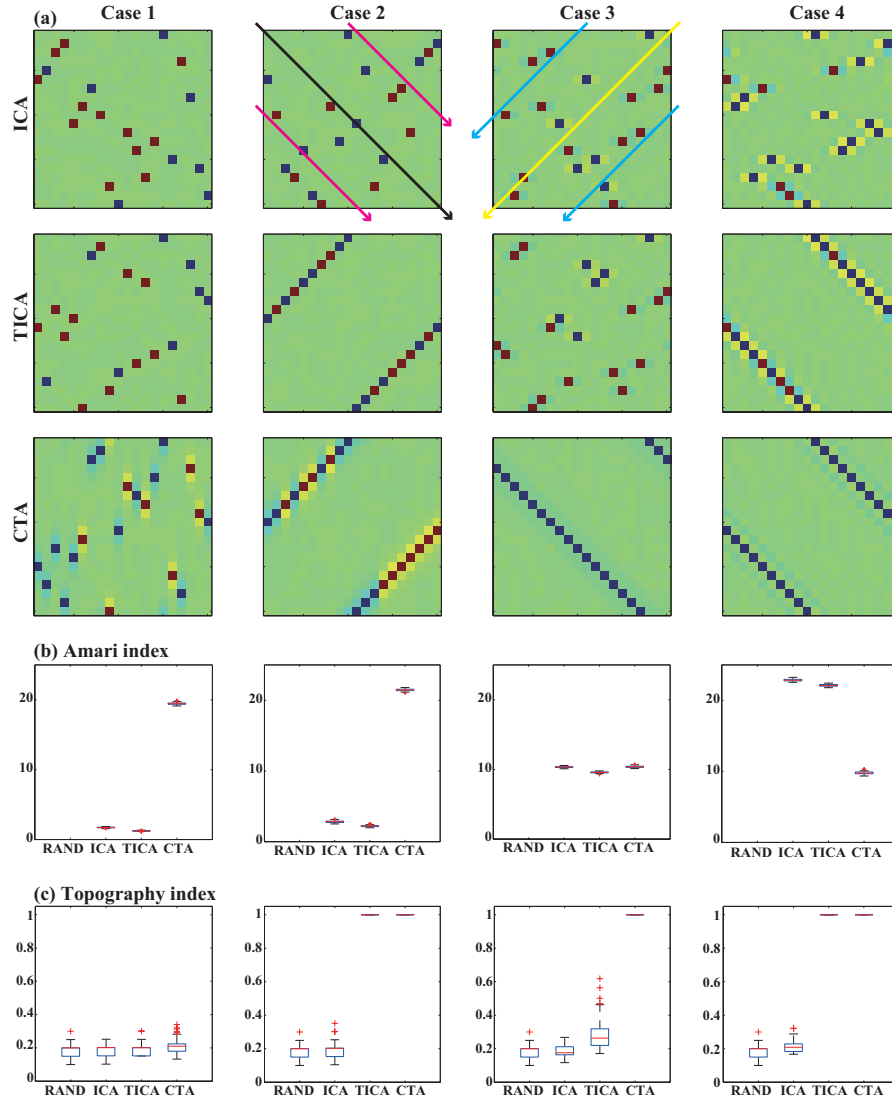 (a) Case 1 Case 2 Case 3 Case 4
ICA
TICA
CTA
(b) Amari index
20 20 20
10 10 10 10
0 0 0 0
RAND ICA TICA CTA RAND ICA TICA CTA RAND ICA TICA CTA RAND ICA TICA CTA
(c) Topography index
1 1 1 1
0.8 0.8 0.8 0.8
0.6 0.6 0.6 0.6
0.4 0.4 0.4 0.4
0.2 0.2 0.2 0.2
0 0 0 0
RAND ICA TICA CTA RAND ICA TICA CTA RAND ICA TICA CTA RAND ICA TICA CTA